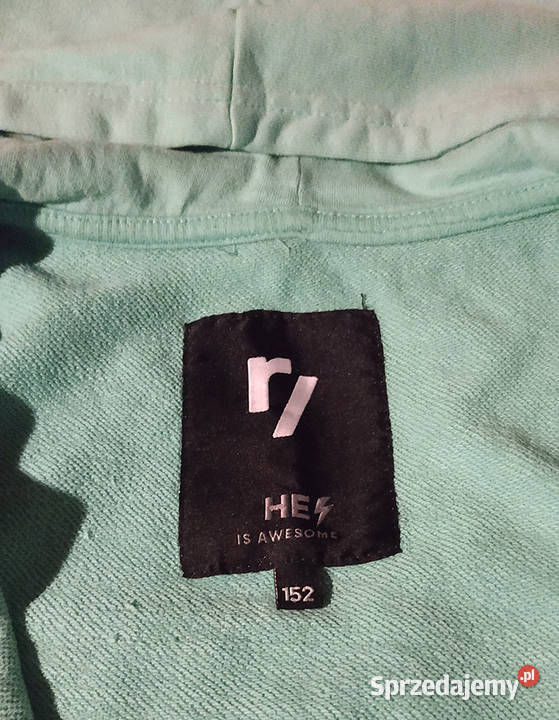 r/
HE⚡
IS AWESOME
152
Sprzedajemy.pl